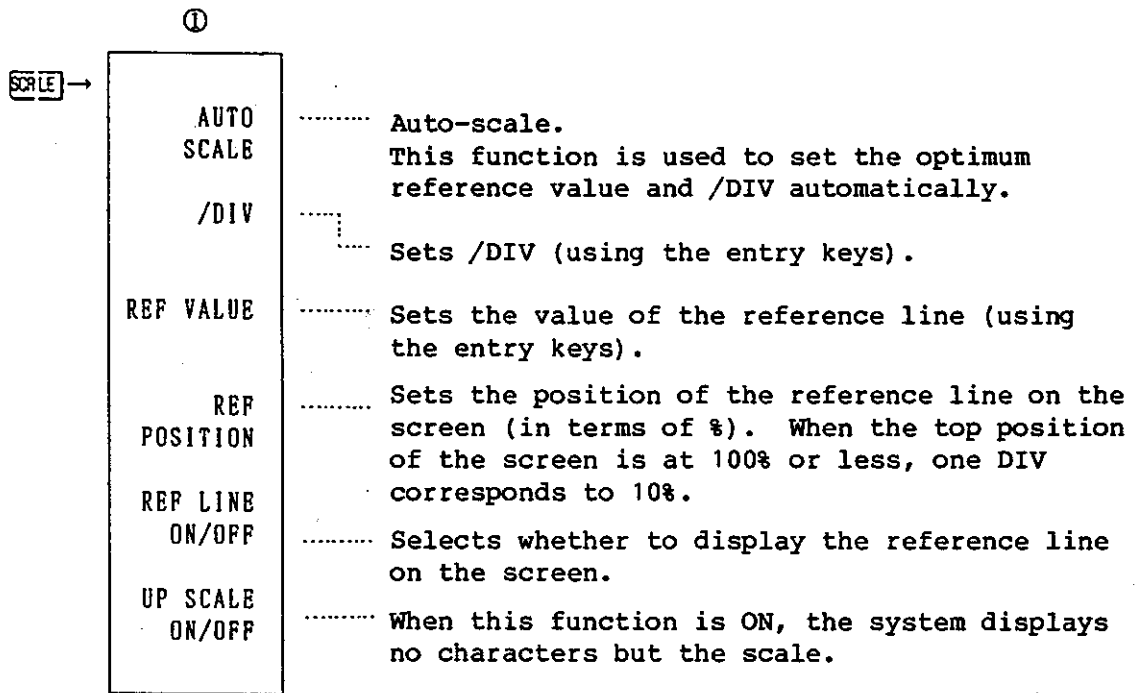 ①
SCALE →
AUTO
SCALE
Auto-scale.
This function is used to set the optimum
reference value and /DIV automatically.
/DIV
Sets /DIV (using the entry keys).
REF VALUE
Sets the value of the reference line (using
the entry keys).
REF
POSITION
Sets the position of the reference line on the
screen (in terms of %). When the top position
of the screen is at 100% or less, one DIV
corresponds to 10%.
REF LINE
ON/OFF
Selects whether to display the reference line
on the screen.
UP SCALE
ON/OFF
When this function is ON, the system displays
no characters but the scale.